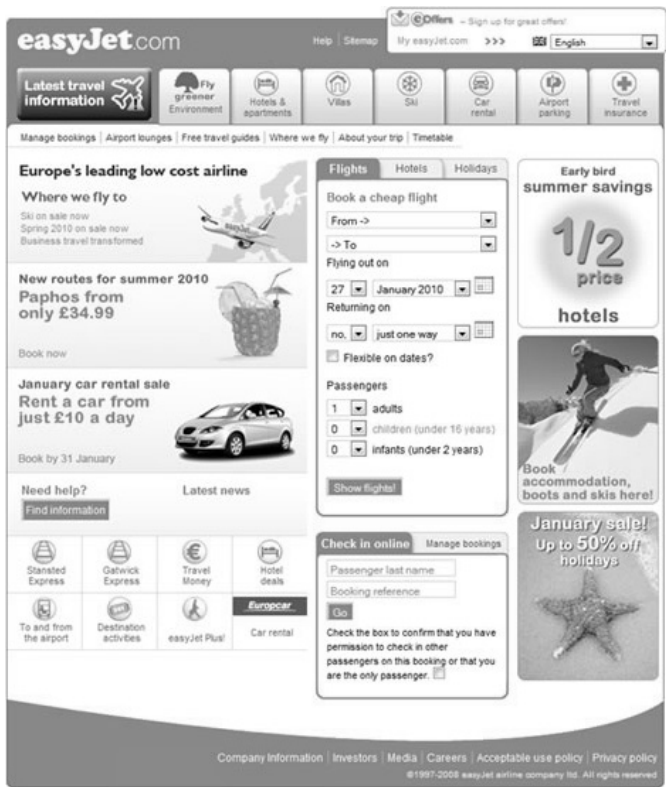 eOffers – Sign up for great offers!
easyJet.com
Help | Sitemap
My easyJet.com >>> English
Latest travel
information
Fly
greener
Environment
Hotels &
apartments
Villas
Ski
Car
rental
Airport
parking
Travel
insurance
Manage bookings | Airport lounges | Free travel guides | Where we fly | About your trip | Timetable
Europe's leading low cost airline
Where we fly to
Ski on sale now
Spring 2010 on sale now
Business travel transformed
easyJet
New routes for summer 2010
Paphos from
only £34.99
Book now
January car rental sale
Rent a car from
just £10 a day
Book by 31 January
Need help?
Find information
Latest news
Stansted
Express
Gatwick
Express
Travel
Money
Hotel
deals
To and from
the airport
Destination
activities
easyJet Plus!
Europcar
Car rental
Flights
Hotels
Holidays
Book a cheap flight
From ->
-> To
Flying out on
27 January 2010
Returning on
no, just one way
Flexible on dates?
Passengers
1 adults
0 children (under 16 years)
0 infants (under 2 years)
Show flights!
Check in online
Manage bookings
Passenger last name
Booking reference
Go
Check the box to confirm that you have
permission to check in other
passengers on this booking or that you
are the only passenger.
Early bird
summer savings
1/2
price
hotels
Book
accommodation,
boots and skis here!
January sale!
Up to 50% off
holidays
Company Information | Investors | Media | Careers | Acceptable use policy | Privacy policy
©1997-2008 easyJet airline company ltd. All rights reserved